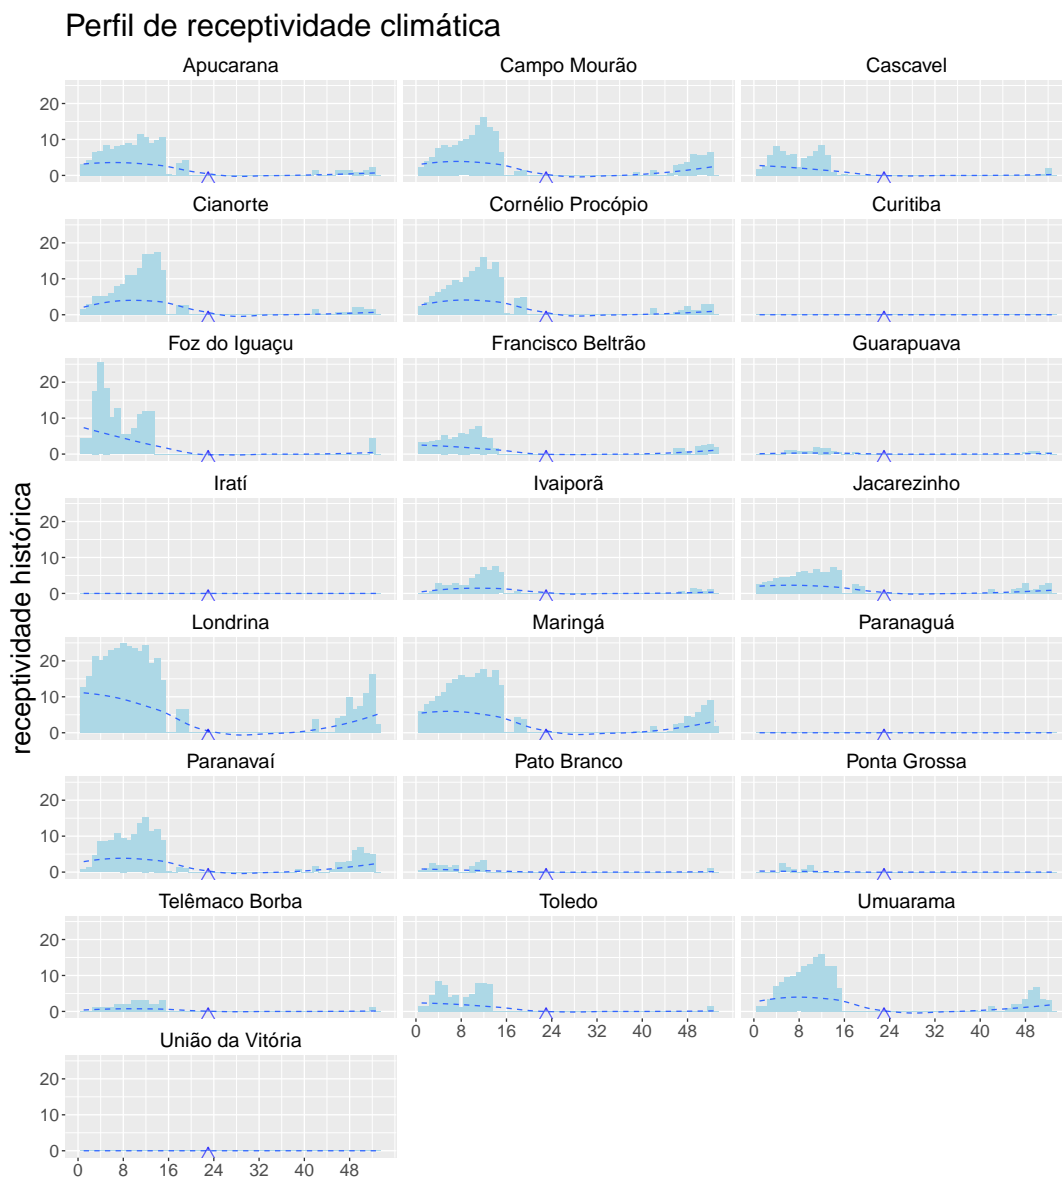 Perfil de receptividade climática
Apucarana
Campo Mourão
Cascavel
20
10
0
Cianorte
Cornélio Procópio
Curitiba
20
10
0
Foz do Iguaçu
Francisco Beltrão
Guarapuava
20
10
0
Iratí
Ivaiporã
Jacarezinho
20
10
0
Londrina
Maringá
Paranaguá
20
10
0
Paranavaí
Pato Branco
Ponta Grossa
20
10
0
Telêmaco Borba
Toledo
Umuarama
20
10
0
0 8 16 24 32 40 48
0 8 16 24 32 40 48
União da Vitória
20
10
0
0 8 16 24 32 40 48
receptividade histórica